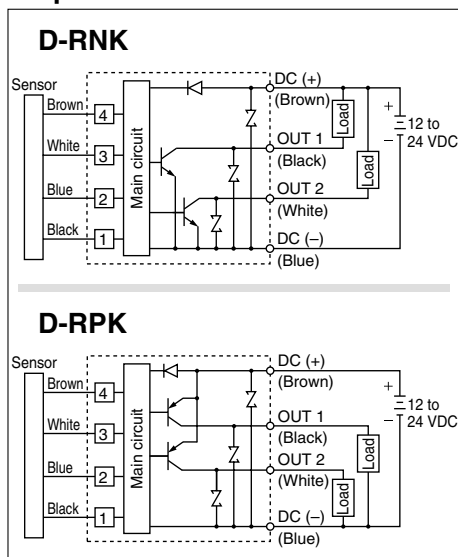 D-RNK
Sensor
Brown 4
White 3
Blue 2
Black 1
Main circuit
DC (+)
(Brown)
OUT 1
(Black)
OUT 2
(White)
DC (–)
(Blue)
Load
Load
+
–
12 to
24 VDC
D-RPK
Sensor
Brown 4
White 3
Blue 2
Black 1
Main circuit
DC (+)
(Brown)
OUT 1
(Black)
OUT 2
(White)
DC (–)
(Blue)
Load
Load
+
–
12 to
24 VDC